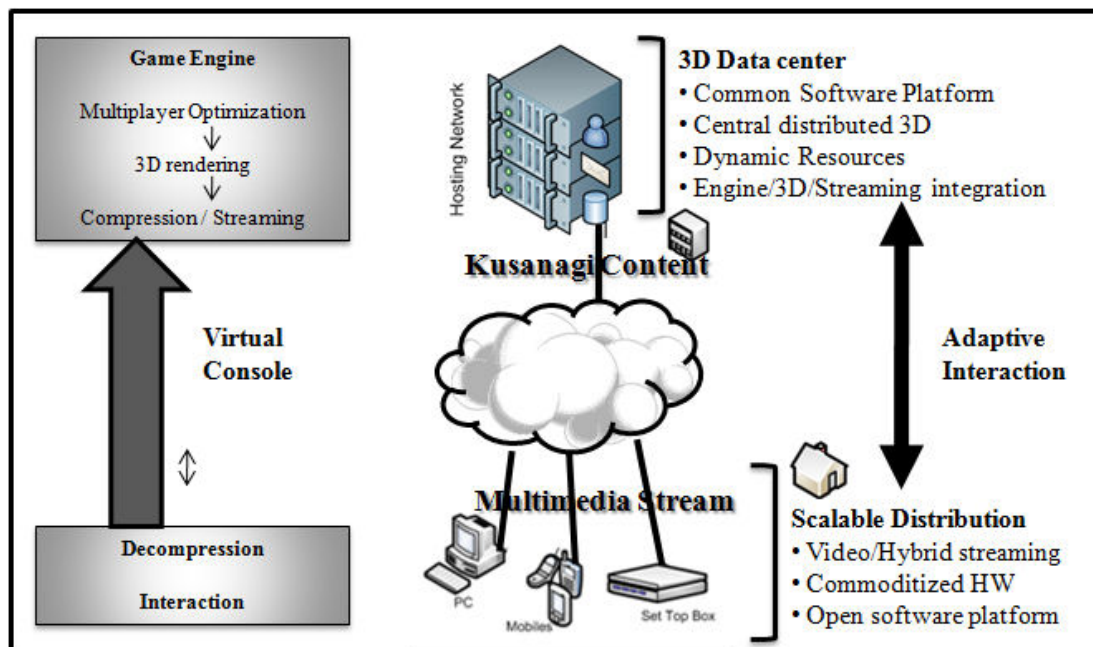 Game Engine
Multiplayer Optimization
3D rendering
Compression / Streaming
Virtual
Console
Decompression
Interaction
Hosting Network
3D Data center
• Common Software Platform
• Central distributed 3D
• Dynamic Resources
• Engine/3D/Streaming integration
Kusanagi Content
Adaptive
Interaction
Multimedia Stream
PC
Mobiles
Set Top Box
Scalable Distribution
• Video/Hybrid streaming
• Commoditized HW
• Open software platform